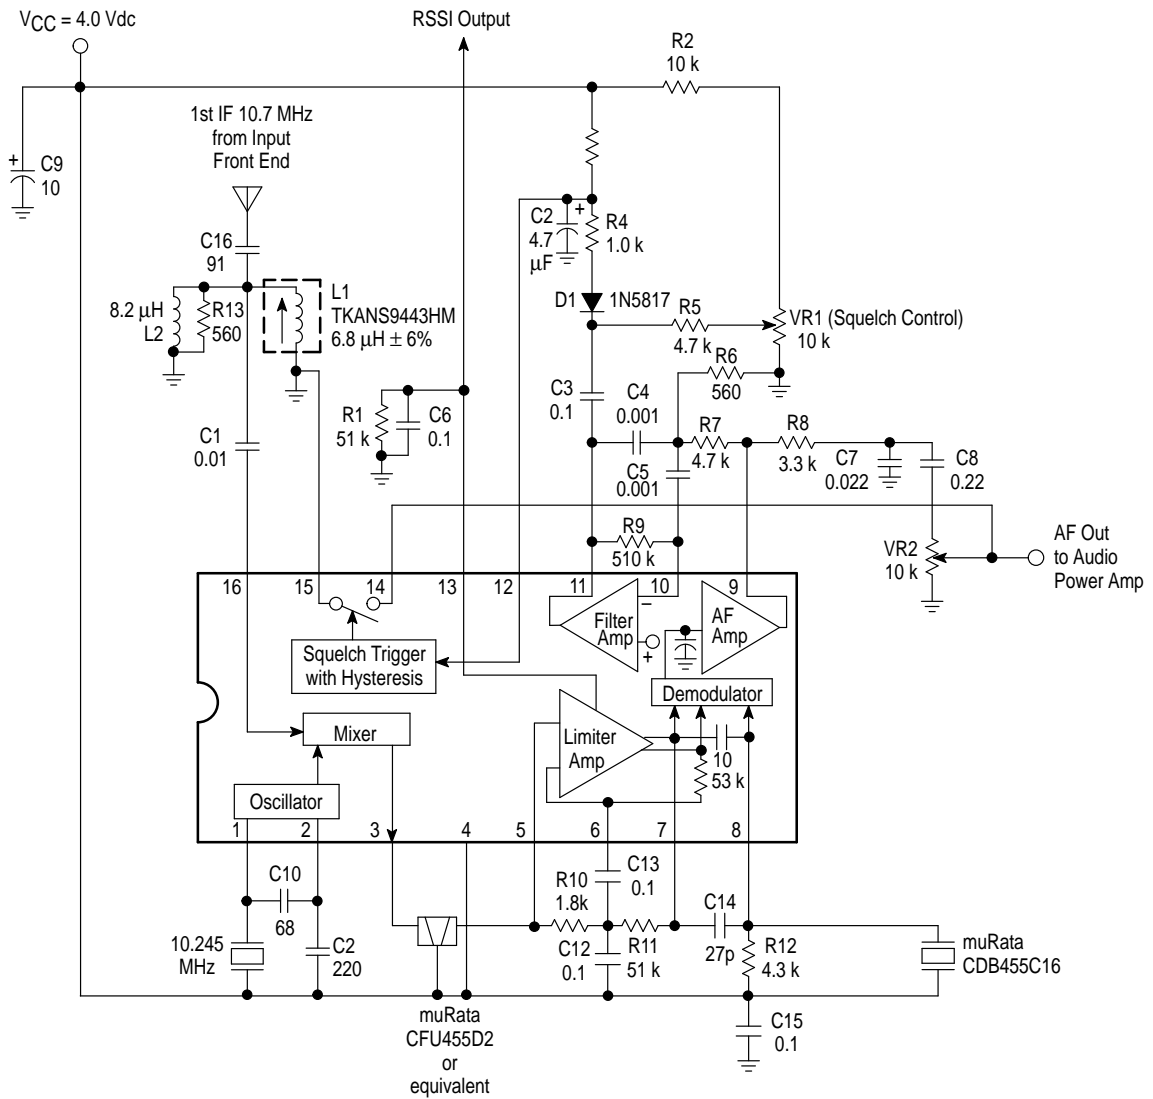 VCC = 4.0 Vdc
RSSI Output
R2
10 k
1st IF 10.7 MHz
from Input
Front End
+
C9
10
C16
91
C2
4.7
µF
+
R4
1.0 k
8.2 µH
L2
R13
560
L1
TKANS9443HM
6.8 µH ± 6%
D1
1N5817
R5
4.7 k
VR1 (Squelch Control)
10 k
R6
560
C3
0.1
C4
0.001
R1
51 k
C6
0.1
C1
0.01
R7
4.7 k
R8
3.3 k
C7
0.022
C8
0.22
C5
0.001
R9
510 k
VR2
10 k
AF Out
to Audio
Power Amp
16
15
14
13
12
11
10
9
Filter
Amp
−
+
AF
Amp
Squelch Trigger
with Hysteresis
Demodulator
Mixer
Limiter
Amp
10
53 k
Oscillator
1
2
3
4
5
6
7
8
C10
68
C13
0.1
R10
1.8k
C14
27p
10.245
MHz
C2
220
C12
0.1
R11
51 k
R12
4.3 k
muRata
CDB455C16
muRata
CFU455D2
or
equivalent
C15
0.1